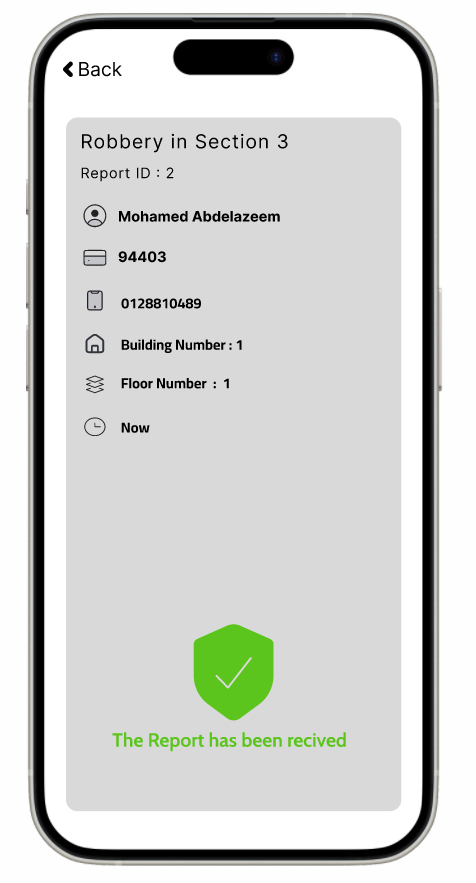 Back
Robbery in Section 3
Report ID : 2
Mohamed Abdelazeem
94403
0128810489
Building Number : 1
Floor Number : 1
Now
The Report has been recived